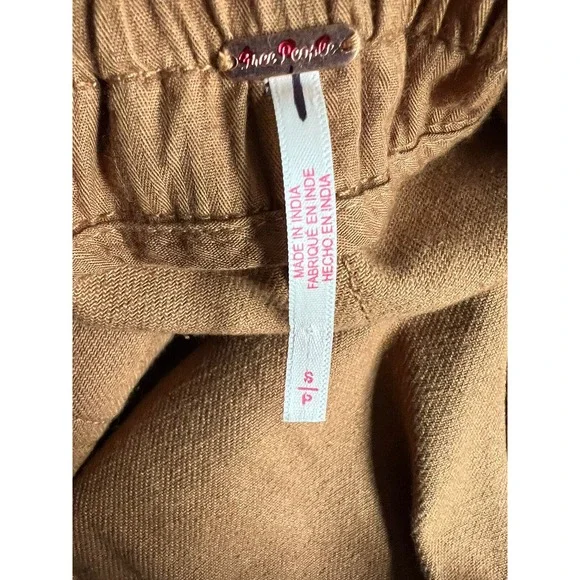 Free People
MADE IN INDIA
FABRIQUÉ EN INDE
HECHO EN INDIA
S/P